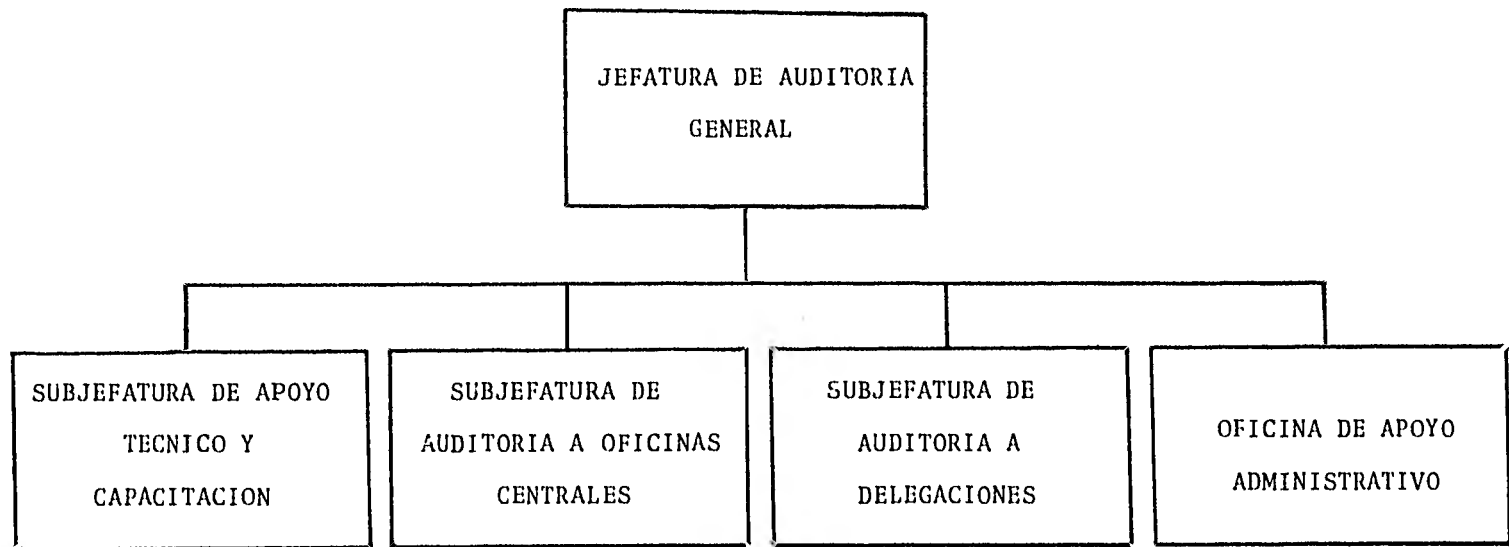 JEFATURA DE AUDITORIA
GENERAL
SUBJEFATURA DE APOYO
TECNICO Y
CAPACITACION
SUBJEFATURA DE
AUDITORIA A OFICINAS
CENTRALES
SUBJEFATURA DE
AUDITORIA A
DELEGACIONES
OFICINA DE APOYO
ADMINISTRATIVO